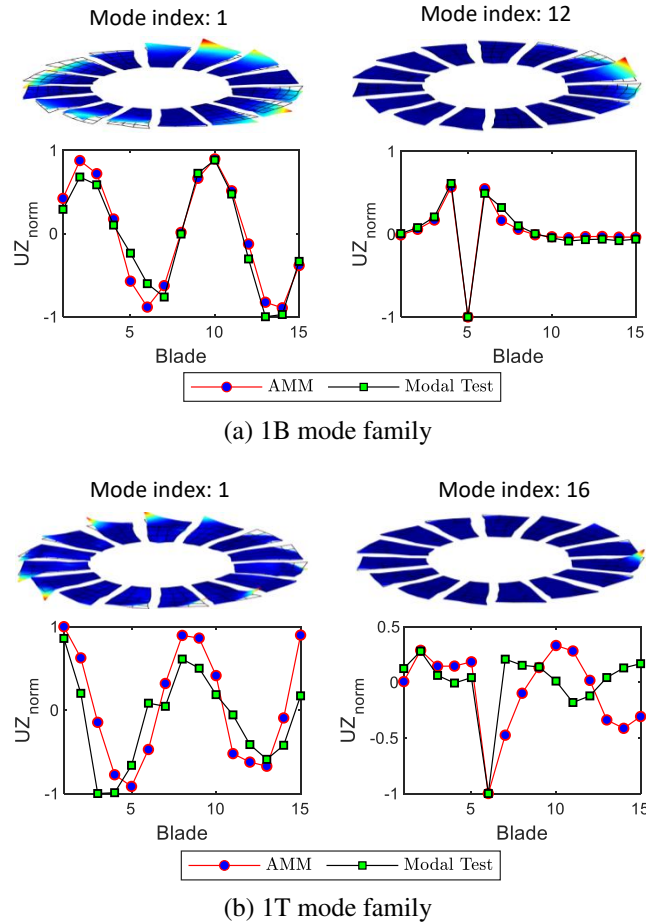 Mode index: 1
Mode index: 12
1
0
-1
UZnorm
5
10
15
Blade
1
0
-1
UZnorm
5
10
15
Blade
AMM
Modal Test
(a) 1B mode family
Mode index: 1
Mode index: 16
1
0
-1
UZnorm
5
10
15
Blade
0.5
0
-0.5
-1
UZnorm
5
10
15
Blade
AMM
Modal Test
(b) 1T mode family